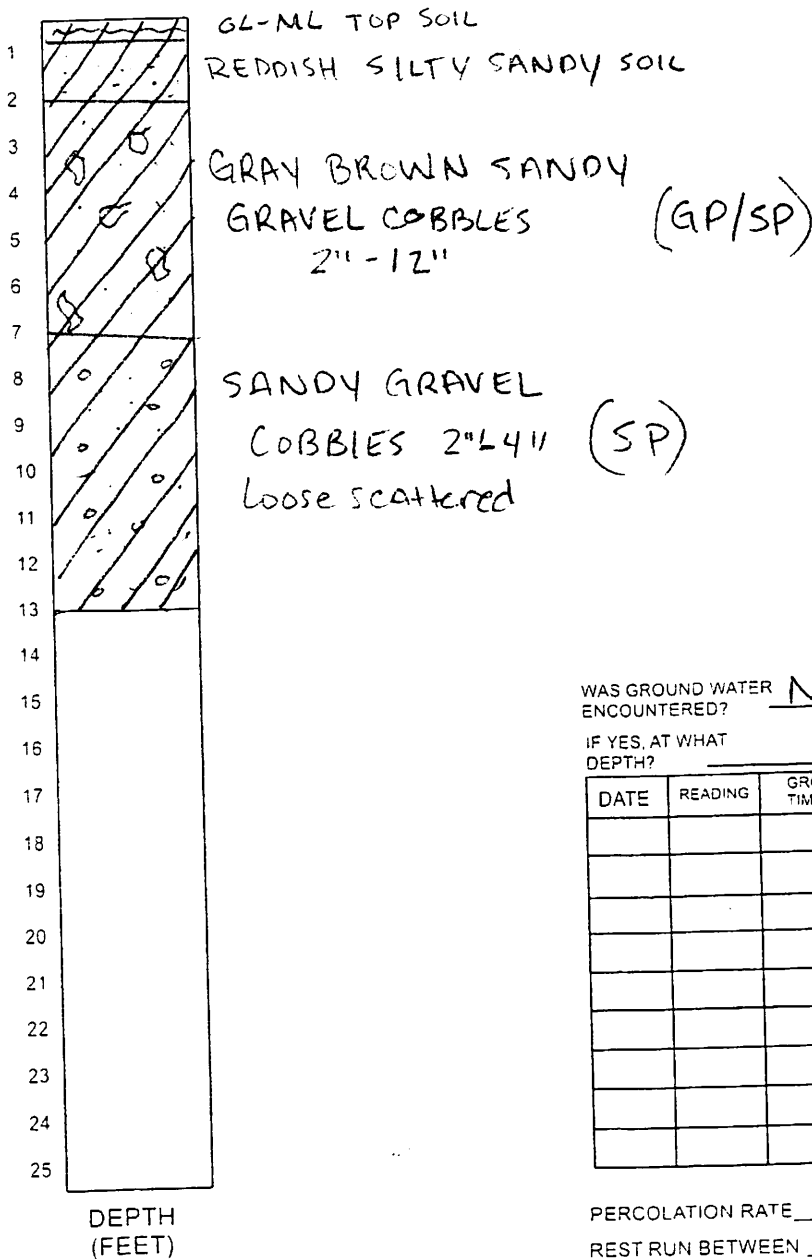 OL-ML TOP SOIL
REDDISH SILTY SANDY SOIL
GRAY BROWN SANDY
GRAVEL COBBLES (GP/SP)
2"-12"
SANDY GRAVEL
COBBLES 2"-4" (SP)
Loose scattered
1
2
3
4
5
6
7
8
9
10
11
12
13
14
15
16
17
18
19
20
21
22
23
24
25
DEPTH
(FEET)
WAS GROUND WATER
ENCOUNTERED?
IF YES, AT WHAT
DEPTH?
DATE READING
PERCOLATION RATE
REST RUN BETWEEN